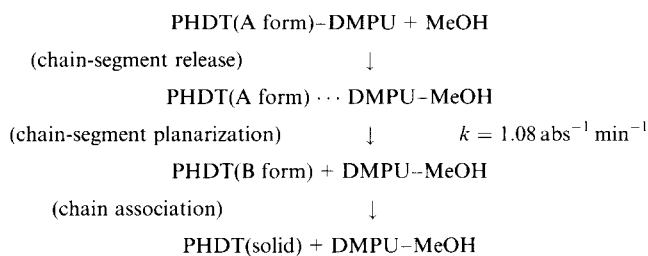 PHDT(A form)–DMPU + MeOH
(chain-segment release) ↓
PHDT(A form) ··· DMPU–MeOH
(chain-segment planarization) ↓ k = 1.08 abs⁻¹ min⁻¹
PHDT(B form) + DMPU–MeOH
(chain association) ↓
PHDT(solid) + DMPU–MeOH